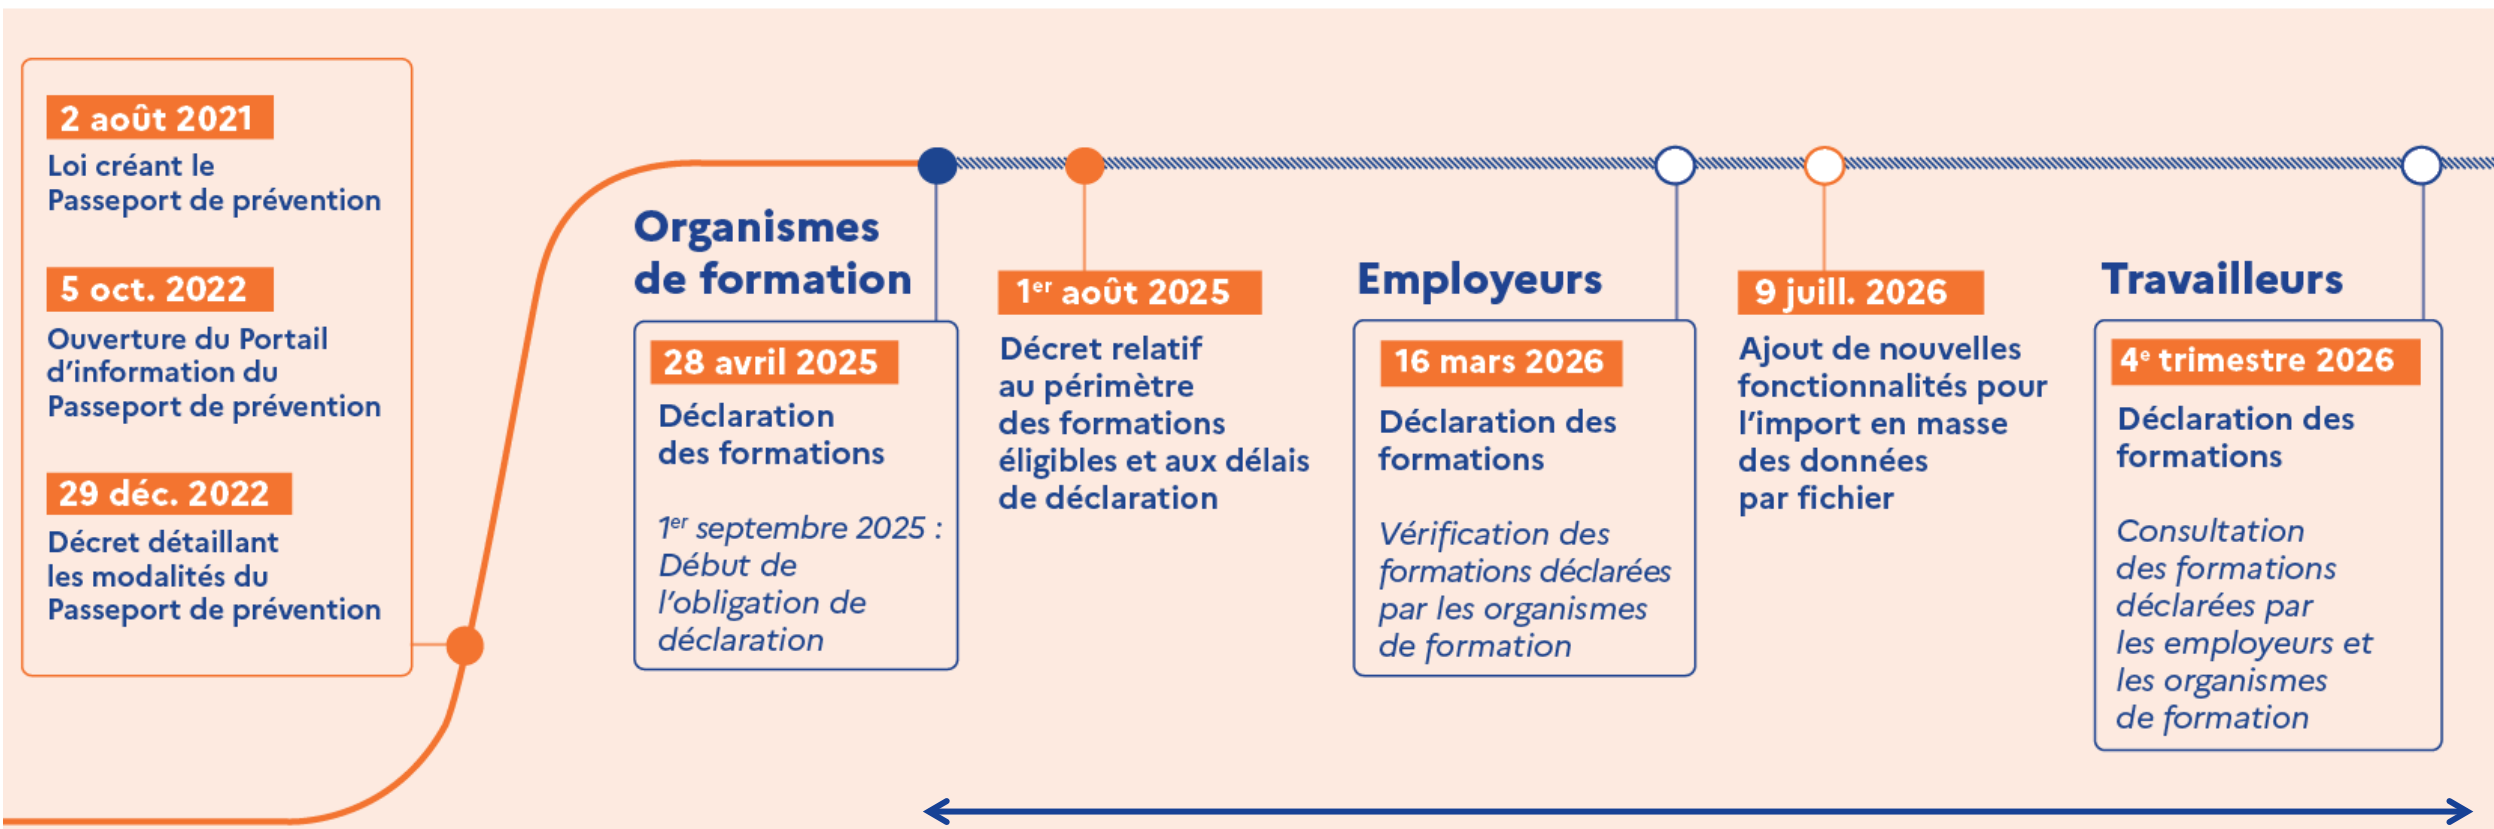 2 août 2021
Loi créant le
Passeport de prévention
5 oct. 2022
Ouverture du Portail
d’information du
Passeport de prévention
29 déc. 2022
Décret détaillant
les modalités du
Passeport de prévention
Organismes
de formation
28 avril 2025
Déclaration
des formations
1er septembre 2025 :
Début de
l’obligation de
déclaration
1er août 2025
Décret relatif
au périmètre
des formations
éligibles et aux délais
de déclaration
Employeurs
16 mars 2026
Déclaration des
formations
Vérification des
formations déclarées
par les organismes
de formation
9 juill. 2026
Ajout de nouvelles
fonctionnalités pour
l’import en masse
des données
par fichier
Travailleurs
4e trimestre 2026
Déclaration des
formations
Consultation
des formations
déclarées par
les employeurs et
les organismes
de formation